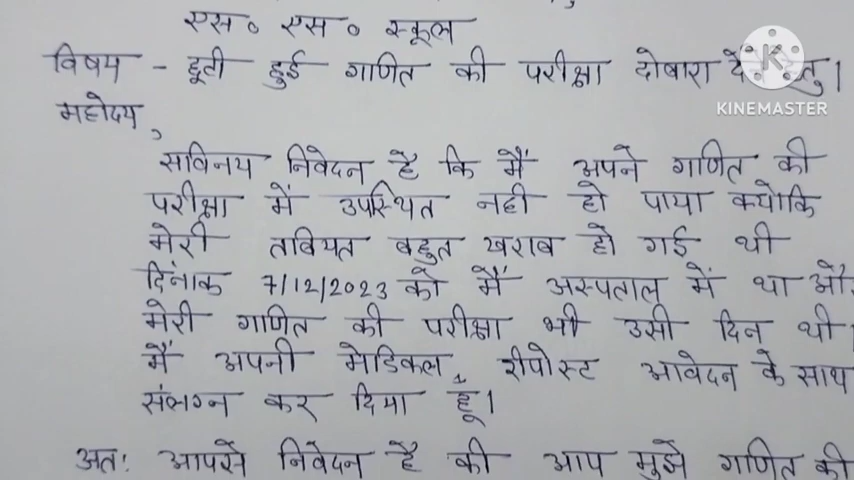 एस० एस० स्कूल
विषय - छूटी हुई गणित की परीक्षा दोबारा
KINEMASTER
महोदय,
सविनय निवेदन है कि मैं अपने गणित की
परीक्षा में उपस्थित नही हो पाया क्योकि
मेरी तबियत बहुत खराब हो गई थी
दिंनाक 7/12/2023 को मैं अस्पताल में था
मेरी गणित की परीक्षा भी उसी दिन थी।
मैं अपनी मेडिकल रीपोस्ट आवेदन के साथ
संलग्न कर दिया हूँ।
अतः आपसे निवेदन है की आप मुझे गणित की